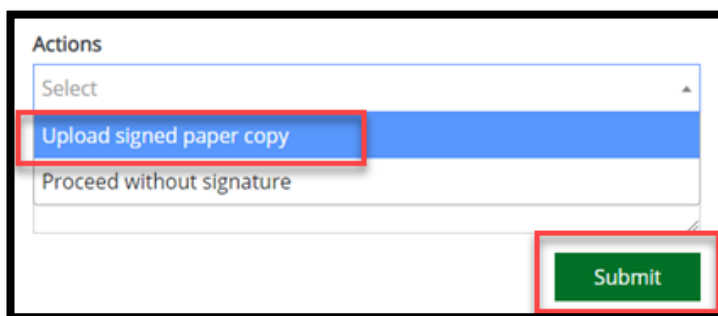 Actions
Select
Upload signed paper copy
Proceed without signature
Submit